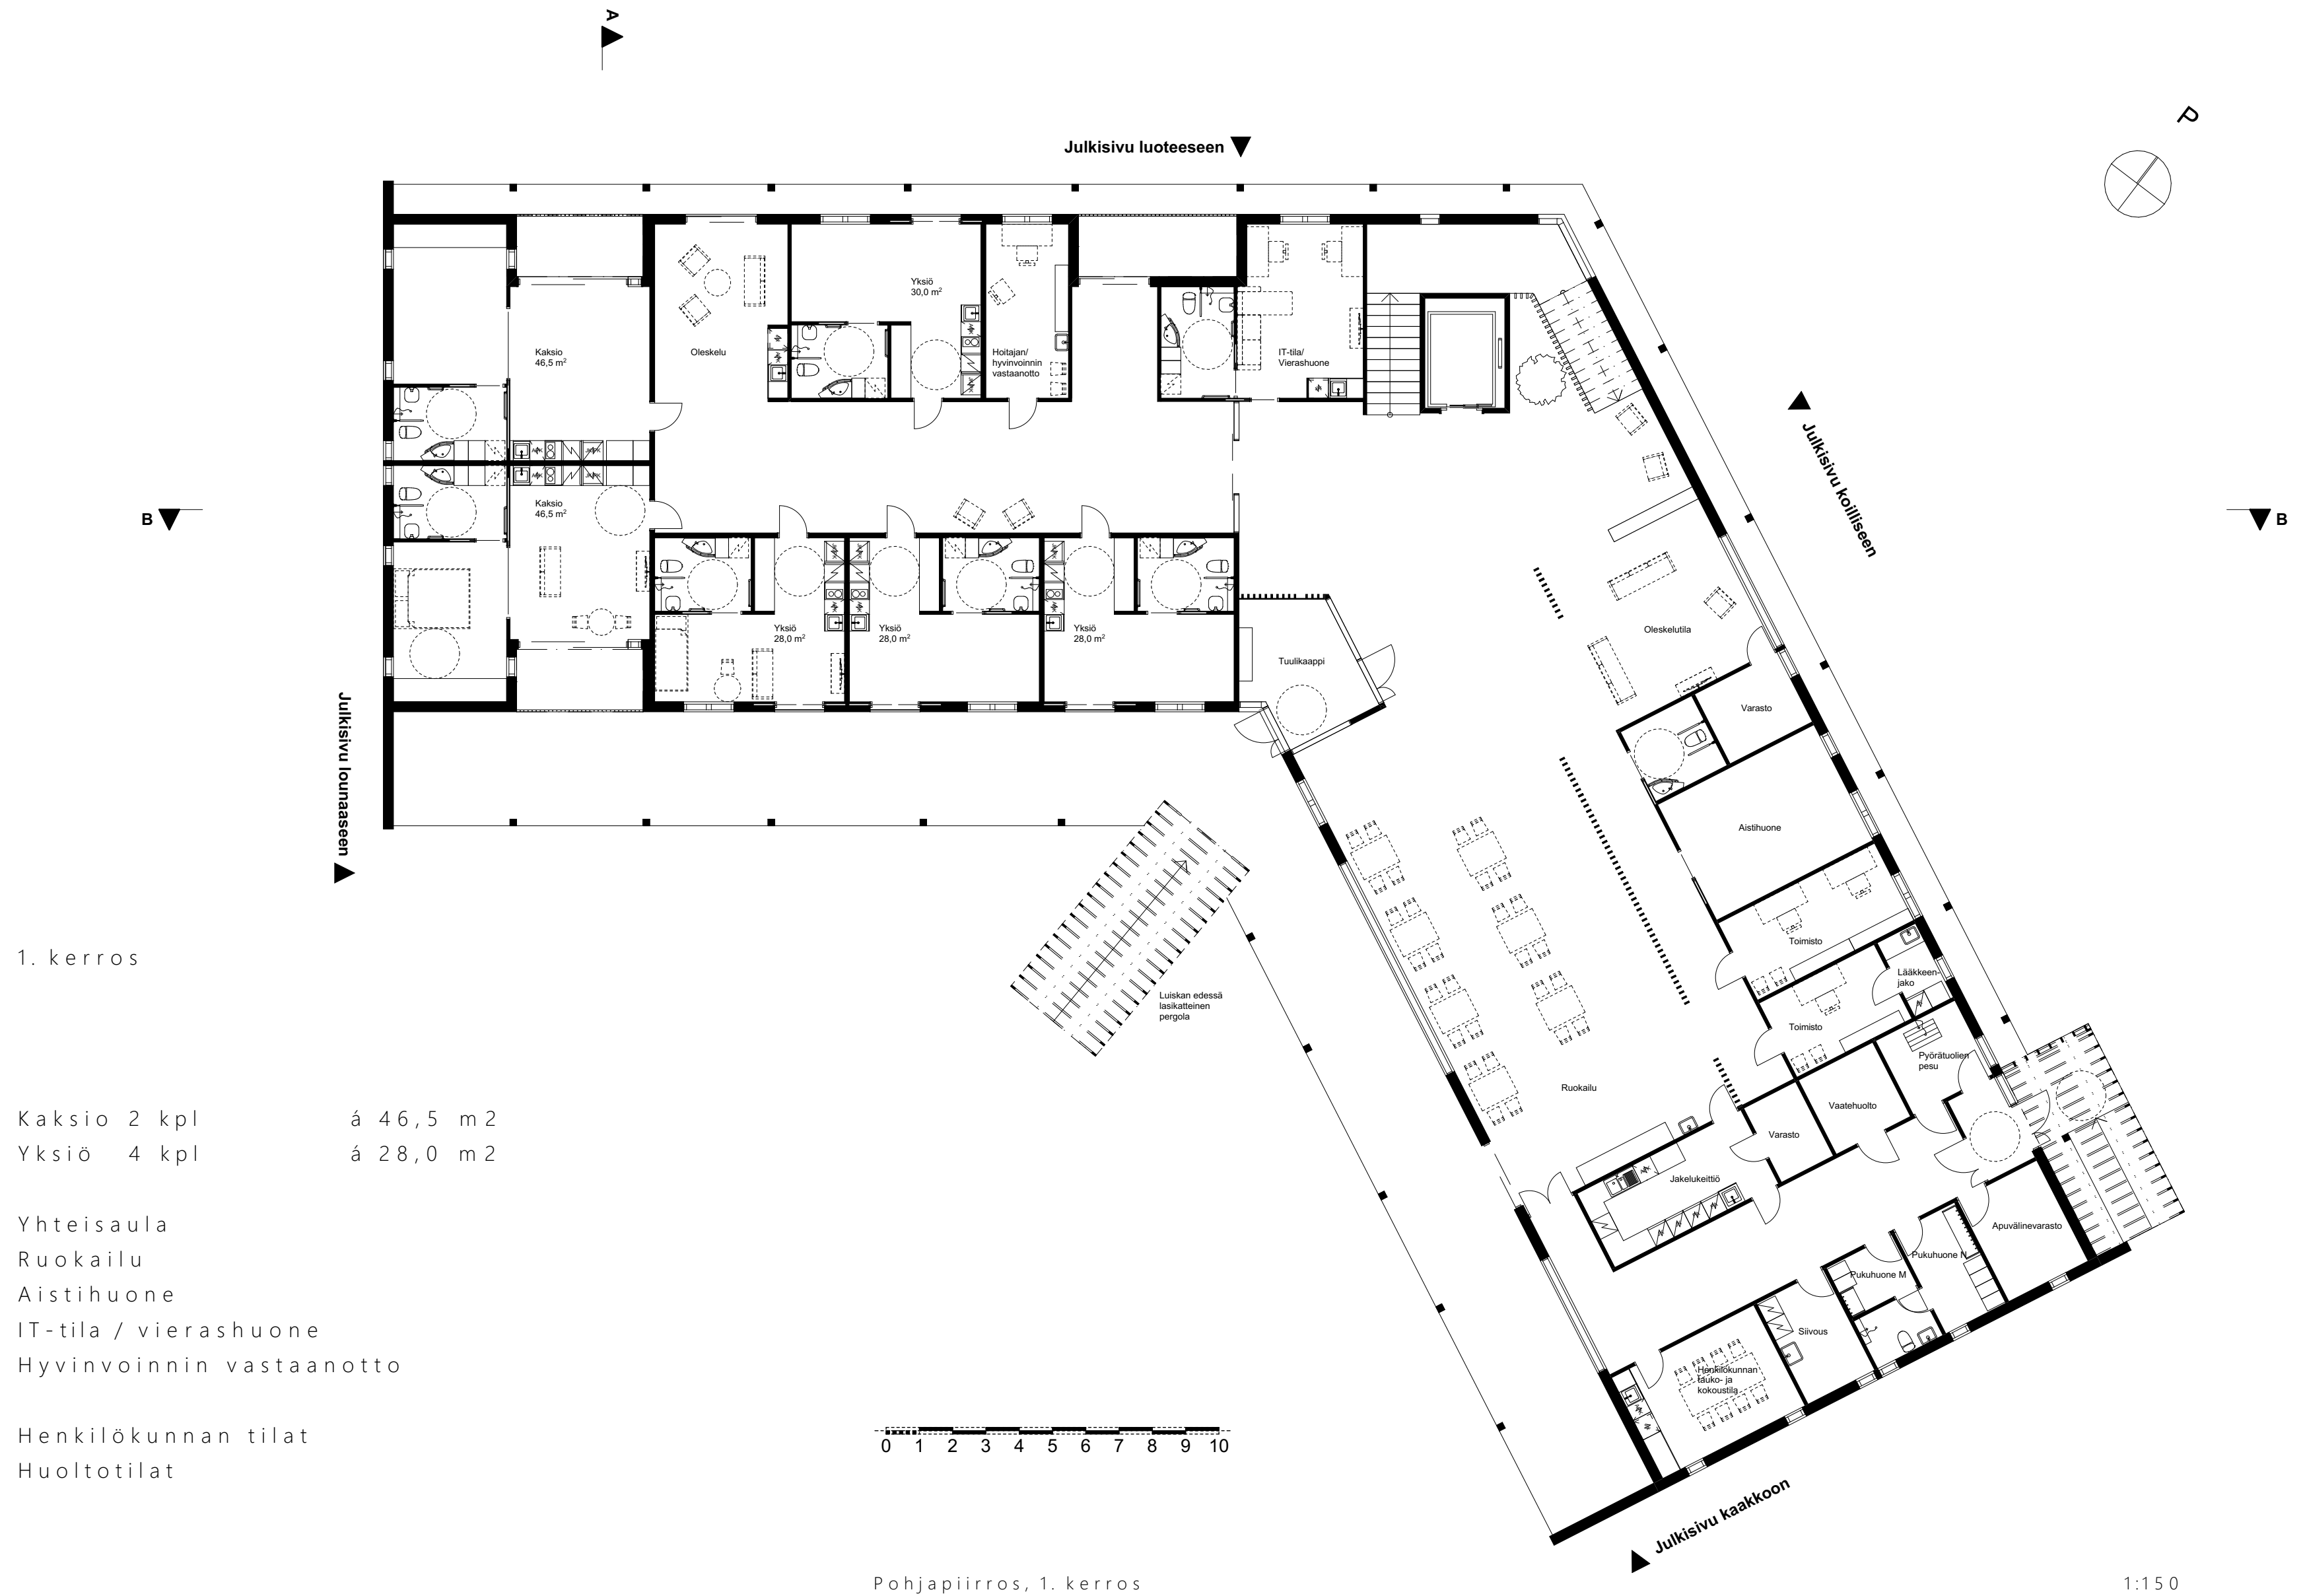 A
P
Julkisivu luoteeseen
Yksiö
30,0 m²
Kaksio
46,5 m²
Oleskelu
Hoitajan/
hyvinvoinnin
vastaanotto
IT-tila/
Vierashuone
Julkisivu koilliseen
B
Kaksio
46,5 m²
B
Yksiö
28,0 m²
Yksiö
28,0 m²
Yksiö
28,0 m²
Oleskelutila
Tuulikaappi
Varasto
Julkisivu lounaaseen
Aistihuone
Toimisto
Lääkkeen-
jako
Luiskan edessä
lasikatteinen
pergola
Toimisto
Pyörätuolien
pesu
Ruokailu
Vaatehuolto
Varasto
Jakelukeittiö
Apuvälinevarasto
Pukuhuone N
Pukuhuone M
Siivous
Henkilökunnan
tauko- ja
kokoustila
Julkisivu kaakkoon
1. kerros
Kaksio 2 kpl á 46,5 m2
Yksiö 4 kpl á 28,0 m2
Yhteisaula
Ruokailu
Aistihuone
IT-tila / vierashuone
Hyvinvoinnin vastaanotto
Henkilökunnan tilat
Huoltotilat
0 1 2 3 4 5 6 7 8 9 10
Pohjapiirros, 1. kerros
1:150